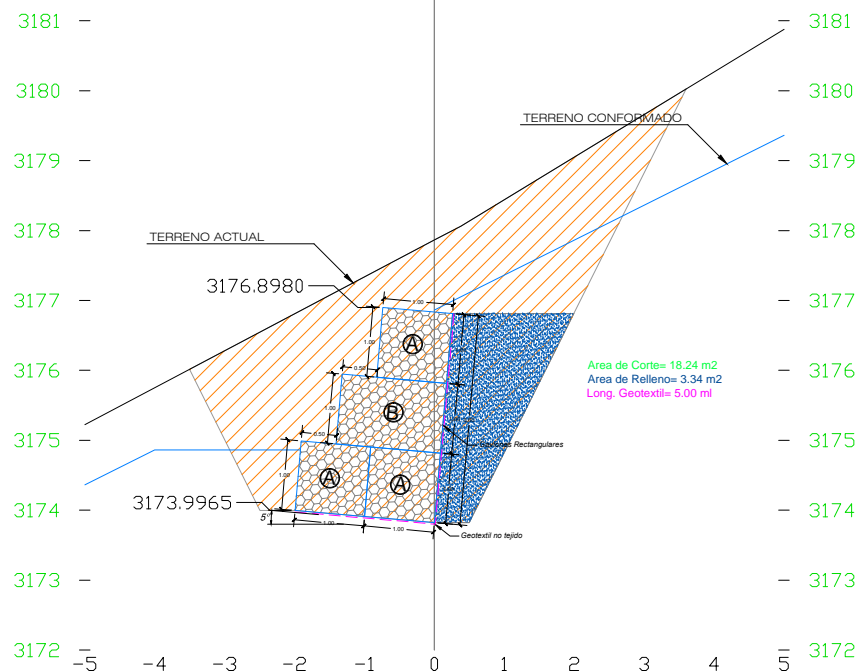 3181
3181
3180
3180
TERRENO CONFORMADO
3179
3179
3178
3178
TERRENO ACTUAL
3177
3177
3176.8980
1.00
1.00
3176
3176
0.50
Area de Corte= 18.24 m2
Area de Relleno= 3.34 m2
Long. Geotextil= 5.00 ml
A
1.00
B
3175
3175
0.50
Rectangulares
1.00
A
A
3174
3174
3173.9965
5°
1.00
1.00
Geotextil no tejido
3173
3173
3172
3172
-5 -4 -3 -2 -1 0 1 2 3 4 5